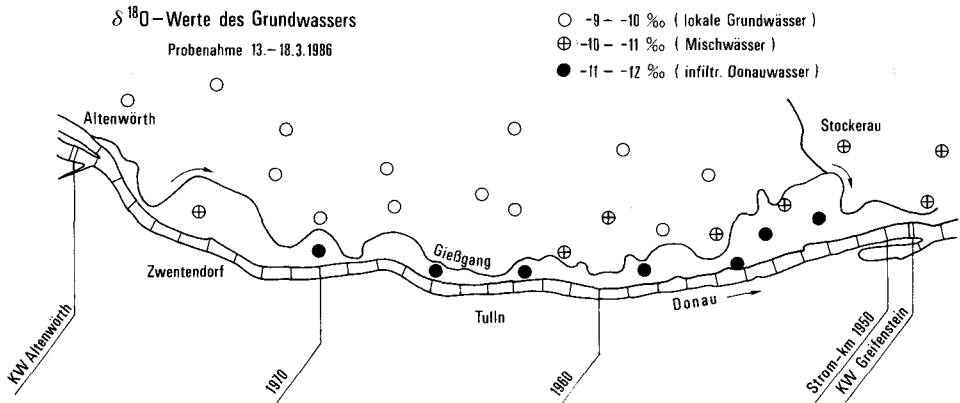 δ ¹⁸O–Werte des Grundwassers
Probenahme 13.–18.3.1986
-9 – -10 ‰ ( lokale Grundwässer )
-10 – -11 ‰ ( Mischwässer )
-11 – -12 ‰ ( infiltr. Donauwasser )
Altenwörth
Stockerau
Zwentendorf
Gießgang
Tulln
Donau
KW Altenwörth
1970
1960
Strom–km 1950
KW Greifenstein